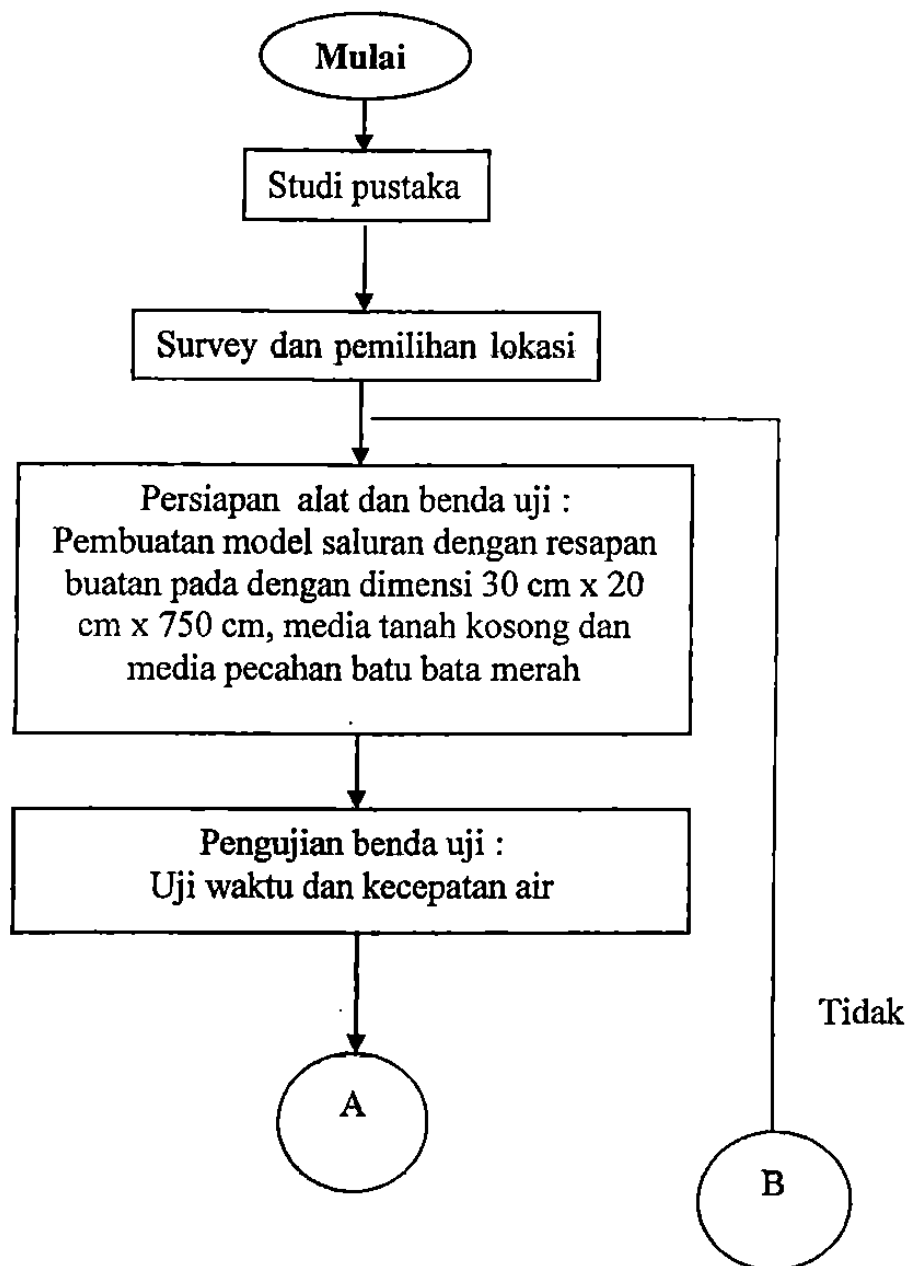 Mulai
Studi pustaka
Survey dan pemilihan lokasi
Persiapan alat dan benda uji :
Pembuatan model saluran dengan resapan
buatan pada dengan dimensi 30 cm x 20
cm x 750 cm, media tanah kosong dan
media pecahan batu bata merah
Pengujian benda uji :
Uji waktu dan kecepatan air
Tidak
A
B